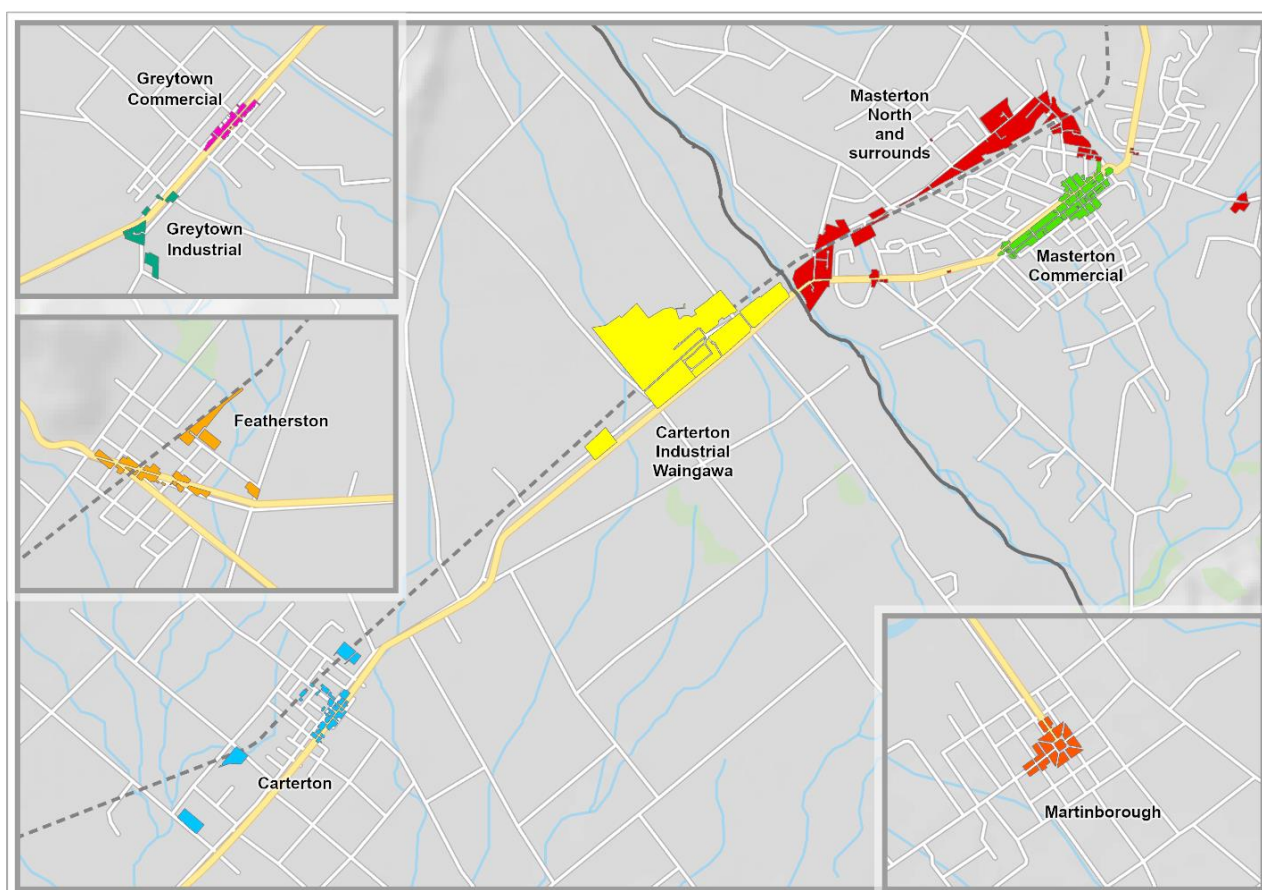 Greytown
Commercial
Greytown
Industrial
Featherston
Masterton
North
and
surrounds
Masterton
Commercial
Carterton
Industrial
Waingawa
Carterton
Martinborough